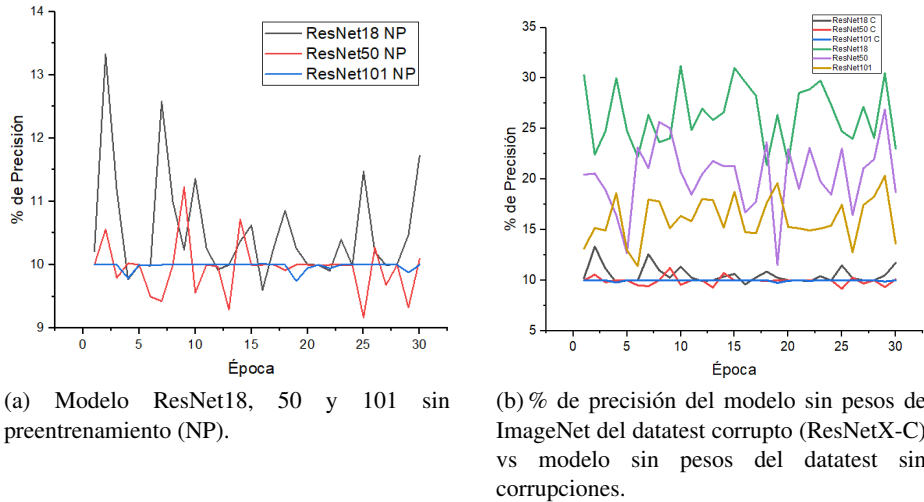 14
13
12
11
10
9
% de Precisión
0 5 10 15 20 25 30
Época
ResNet18 NP
ResNet50 NP
ResNet101 NP
(a) Modelo ResNet18, 50 y 101 sin
preentrenamiento (NP).
35
30
25
20
15
10
5
% de Precisión
0 5 10 15 20 25 30
Época
ResNet18 C
ResNet50 C
ResNet101 C
ResNet18
ResNet50
ResNet101
(b) % de precisión del modelo sin pesos de
ImageNet del datatest corrupto (ResNetX-C)
vs modelo sin pesos del datatest sin
corrupciones.